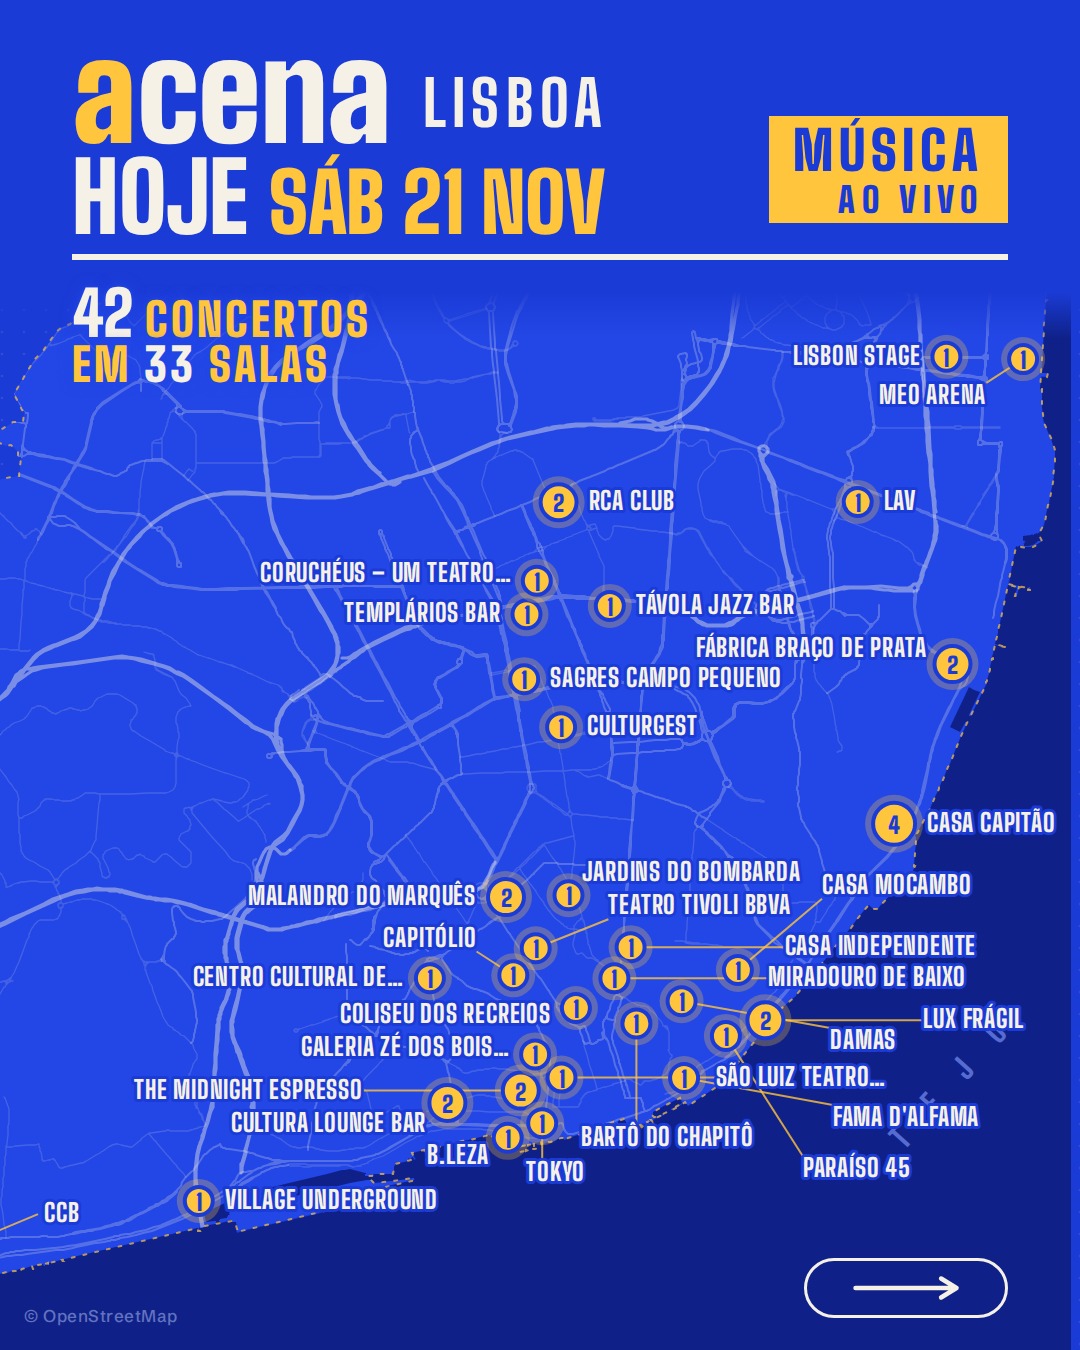 acena LISBOA
HOJE SÁB 21 NOV
MÚSICA
AO VIVO
42 CONCERTOS
EM 33 SALAS
LISBON STAGE 1
1
MEO ARENA
2 RCA CLUB
1 LAV
CORUCHÉUS – UM TEATRO... 1
TEMPLÁRIOS BAR 1
1 TÁVOLA JAZZ BAR
FÁBRICA BRAÇO DE PRATA 2
1 SAGRES CAMPO PEQUENO
1 CULTURGEST
4 CASA CAPITÃO
JARDINS DO BOMBARDA
1
MALANDRO DO MARQUÊS 2
CASA MOCAMBO
TEATRO TIVOLI BBVA
CAPITÓLIO
1
1 CASA INDEPENDENTE
CENTRO CULTURAL DE... 1
1
1 MIRADOURO DE BAIXO
1
COLISEU DOS RECREIOS 1
1
1
2 LUX FRÁGIL
1
DAMAS
GALERIA ZÉ DOS BOIS... 1
1
1 SÃO LUIZ TEATRO...
THE MIDNIGHT ESPRESSO 2
2
CULTURA LOUNGE BAR
FAMA D'ALFAMA
1
1
BARTÔ DO CHAPITÔ
B.LEZA
TOKYO
PARAÍSO 45
TEJO
1 VILLAGE UNDERGROUND
CCB
© OpenStreetMap